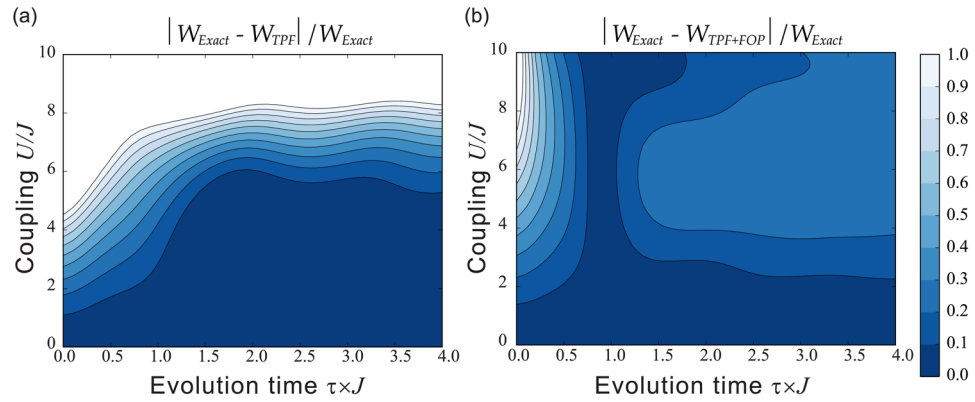 (a)
| W_Exact - W_TPF | / W_Exact
10
8
6
4
2
0
Coupling U/J
0.0 0.5 1.0 1.5 2.0 2.5 3.0 3.5 4.0
Evolution time τ×J
(b)
| W_Exact - W_TPF+FOP | / W_Exact
10
8
6
4
2
0
Coupling U/J
0.0 0.5 1.0 1.5 2.0 2.5 3.0 3.5 4.0
Evolution time τ×J
1.0
0.9
0.8
0.7
0.6
0.5
0.4
0.3
0.2
0.1
0.0